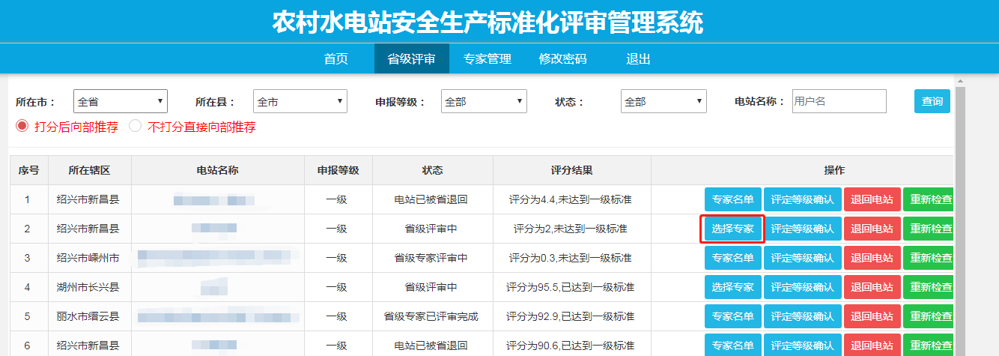 农村水电站安全生产标准化评审管理系统
首页 省级评审 专家管理 修改密码 退出
所在市： 全省 所在县： 全市 申报等级： 全部 状态： 全部 电站名称： 用户名 查询
打分后向部推荐 不打分直接向部推荐
序号 所在辖区 电站名称 申报等级 状态 评分结果 操作
1 绍兴市新昌县 一级 电站已被省退回 评分为4.4,未达到一级标准 专家名单 评定等级确认 退回电站 重新检查
2 绍兴市新昌县 一级 省级评审中 评分为2,未达到一级标准 选择专家 评定等级确认 退回电站 重新检查
3 绍兴市嵊州市 一级 省级专家评审中 评分为0.3,未达到一级标准 专家名单 评定等级确认 退回电站 重新检查
4 湖州市长兴县 一级 省级评审中 评分为95.5,已达到一级标准 选择专家 评定等级确认 退回电站 重新检查
5 丽水市缙云县 一级 省级专家已评审完成 评分为92.9,已达到一级标准 专家名单 评定等级确认 退回电站 重新检查
6 绍兴市新昌县 一级 电站已被省退回 评分为90.6,已达到一级标准 专家名单 评定等级确认 退回电站 重新检查